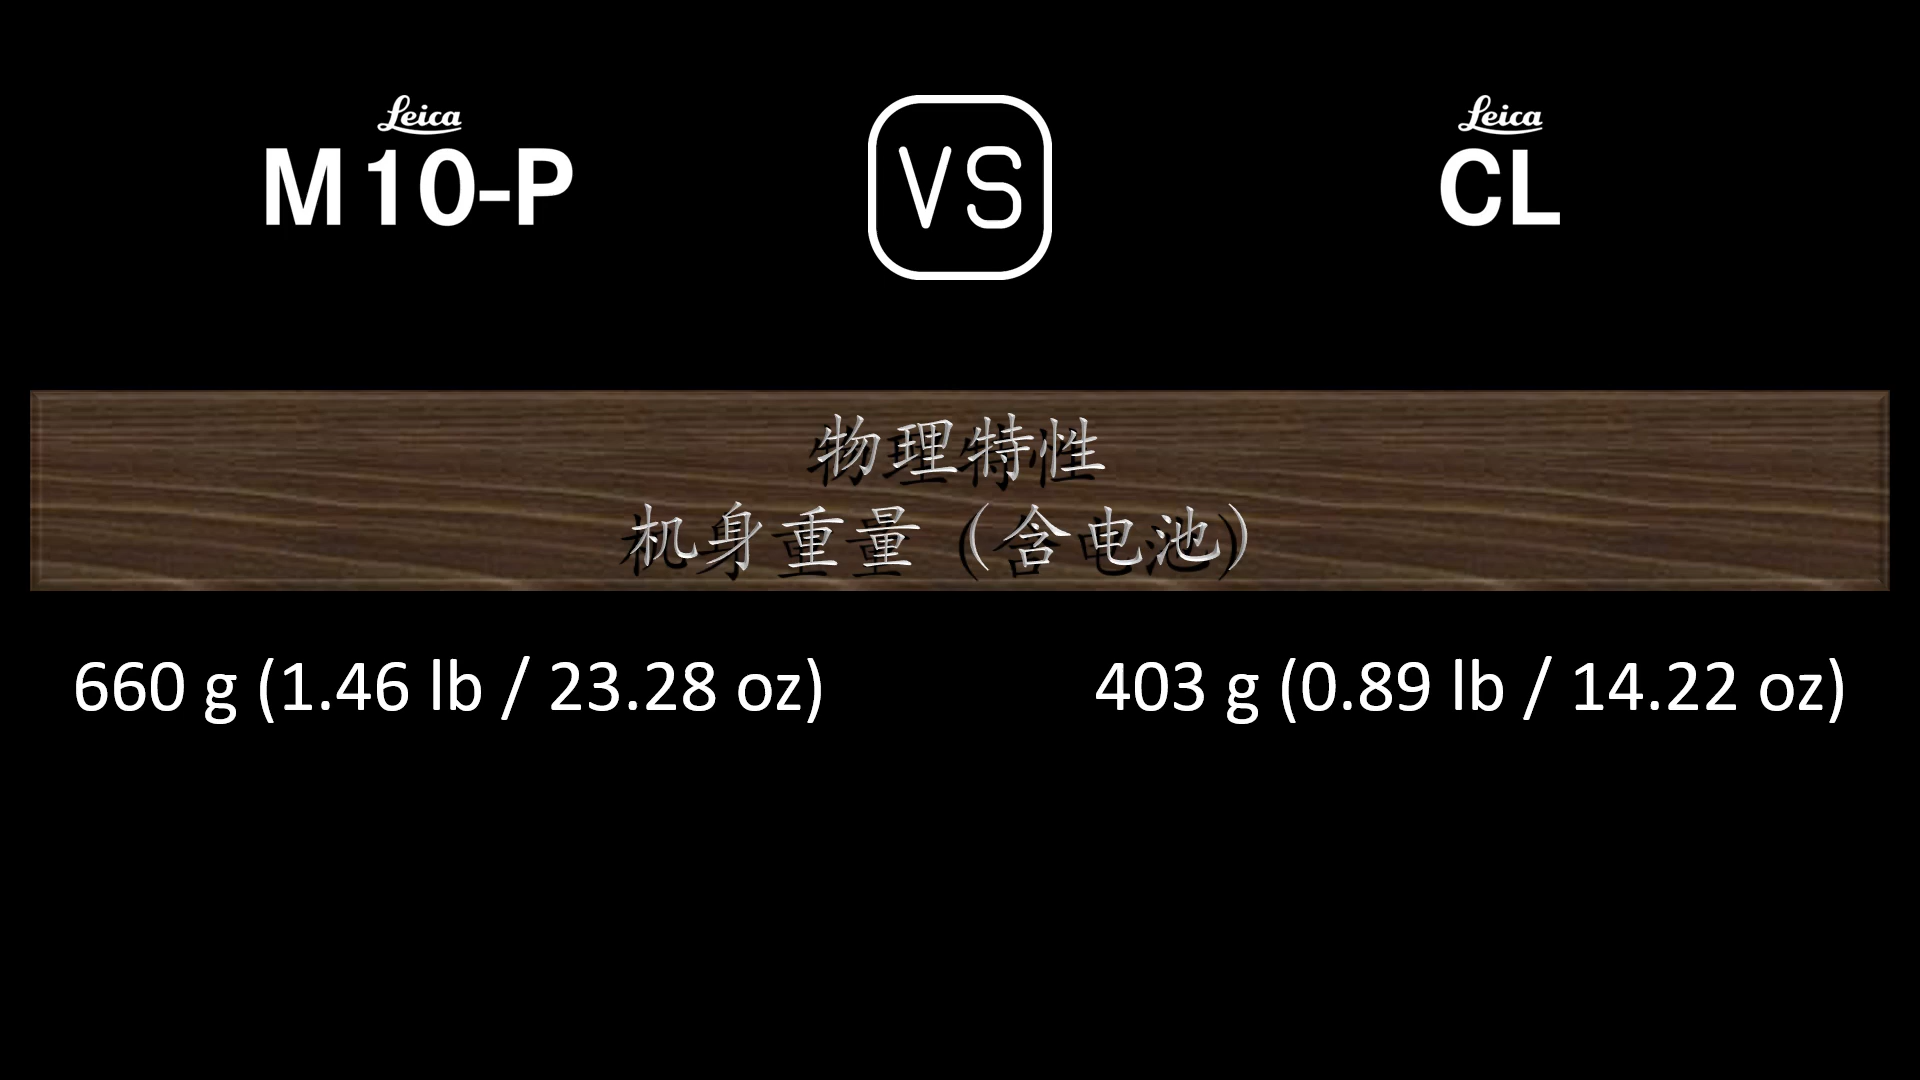 Leica
M10-P
VS
Leica
CL
物理特性
机身重量（含电池）
660 g (1.46 lb / 23.28 oz)
403 g (0.89 lb / 14.22 oz)